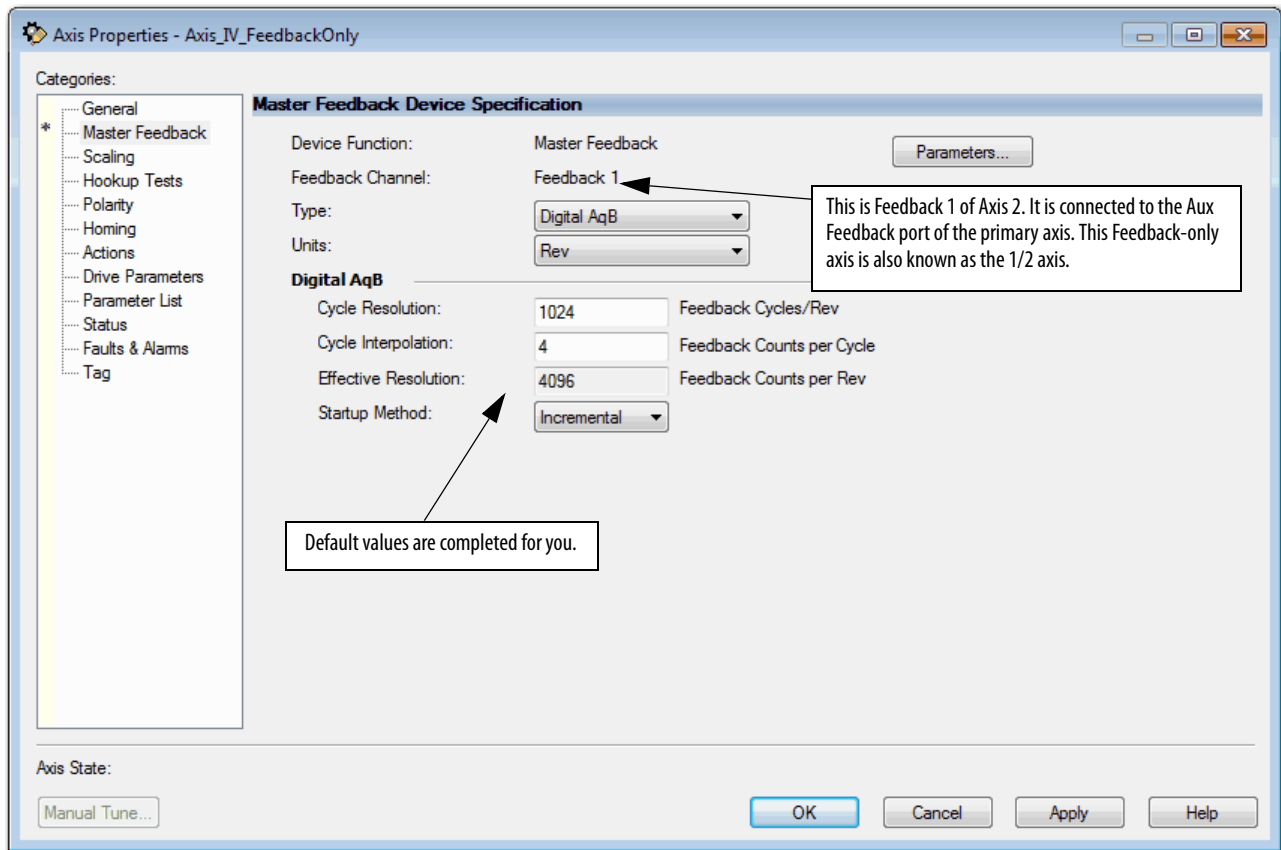 Axis Properties - Axis_IV_FeedbackOnly
Categories:
General
* Master Feedback
Scaling
Hookup Tests
Polarity
Homing
Actions
Drive Parameters
Parameter List
Status
Faults & Alarms
Tag
Master Feedback Device Specification
Device Function: Master Feedback Parameters...
Feedback Channel: Feedback 1
Type: Digital AqB
Units: Rev
This is Feedback 1 of Axis 2. It is connected to the Aux
Feedback port of the primary axis. This Feedback-only
axis is also known as the 1/2 axis.
Digital AqB
Cycle Resolution: 1024 Feedback Cycles/Rev
Cycle Interpolation: 4 Feedback Counts per Cycle
Effective Resolution: 4096 Feedback Counts per Rev
Startup Method: Incremental
Default values are completed for you.
Axis State:
Manual Tune... OK Cancel Apply Help